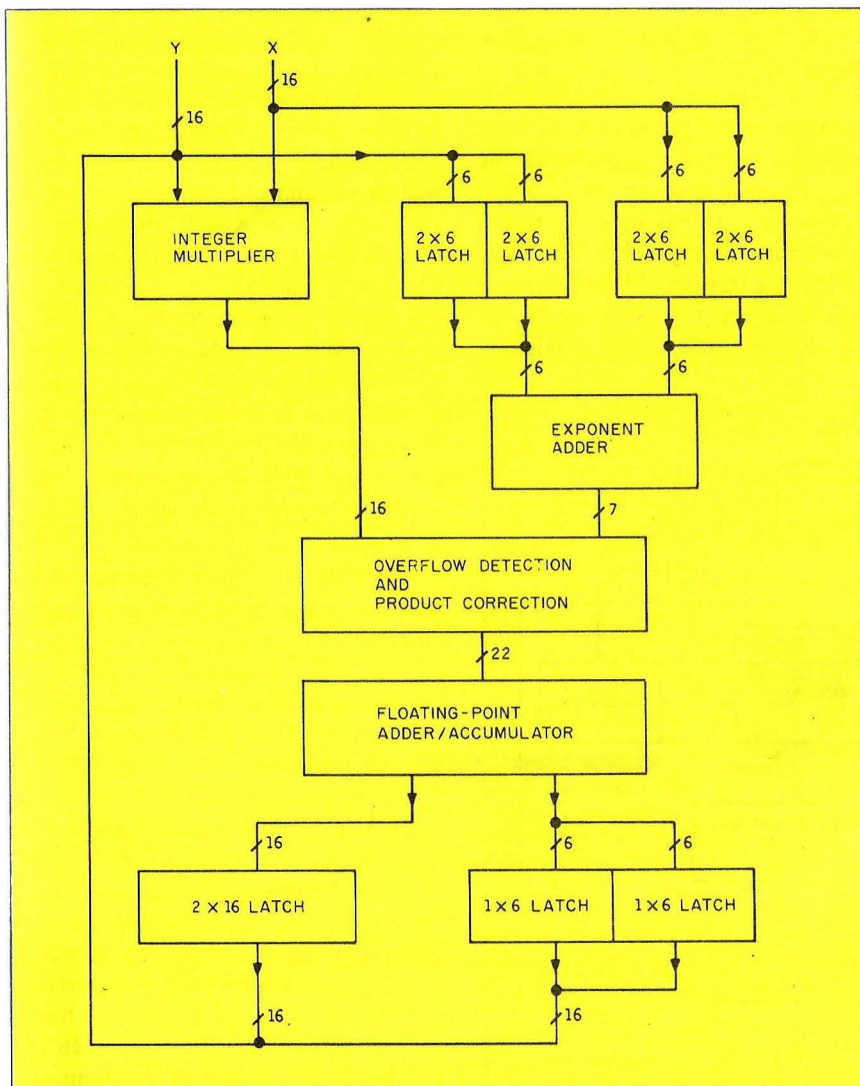 Y
X
16
16
6
6
6
6
INTEGER
MULTIPLIER
2 × 6
LATCH
2 × 6
LATCH
2 × 6
LATCH
2 × 6
LATCH
6
6
EXPONENT
ADDER
16
7
OVERFLOW DETECTION
AND
PRODUCT CORRECTION
22
FLOATING-POINT
ADDER/ACCUMULATOR
16
6
6
2 × 16 LATCH
1 × 6 LATCH
1 × 6 LATCH
16
16